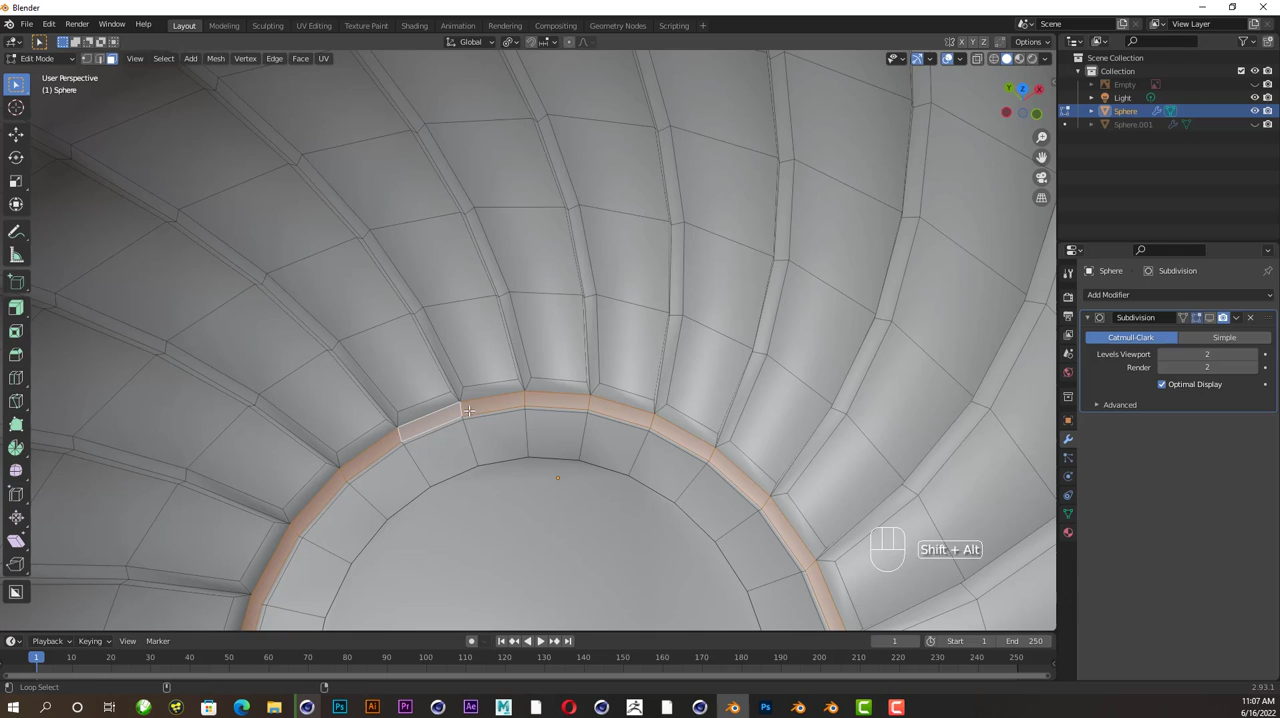 Blender
File Edit Render Window Help Layout Modeling Sculpting UV Editing Texture Paint Shading Animation Compositing Rendering Geometry Nodes Scripting + Scene View Layer
Global X Y Z Options
Edit Mode View Select Add Mesh Vertex Edge Face UV
User Perspective
(1) Sphere
Scene Collection
Collection
Empty
Light
Sphere
Sphere.001
Y Z X
Sphere Subdivision
Add Modifier
Subdivision
Catmull-Clark Simple
Levels Viewport 2
Render 2
Optimal Display
Advanced
Shift + Alt
Playback Keying View Marker 1 Start 1 End 250
1 10 20 30 40 50 60 70 80 90 100 110 120 130 140 150 160 170 180 190 200 210 220 230 240 250
Loop Select 2.93.1
Ps Ai Pr Ae M Ps
11:07 AM
6/16/2022